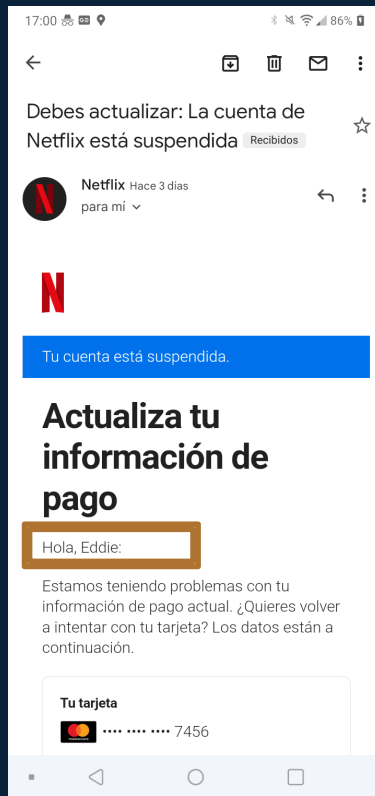 17:00 86%
Debes actualizar: La cuenta de
Netflix está suspendida Recibidos
Netflix Hace 3 días
para mí
N
Tu cuenta está suspendida.
Actualiza tu
información de
pago
Hola, Eddie:
Estamos teniendo problemas con tu
información de pago actual. ¿Quieres volver
a intentar con tu tarjeta? Los datos están a
continuación.
Tu tarjeta
•••• •••• •••• 7456